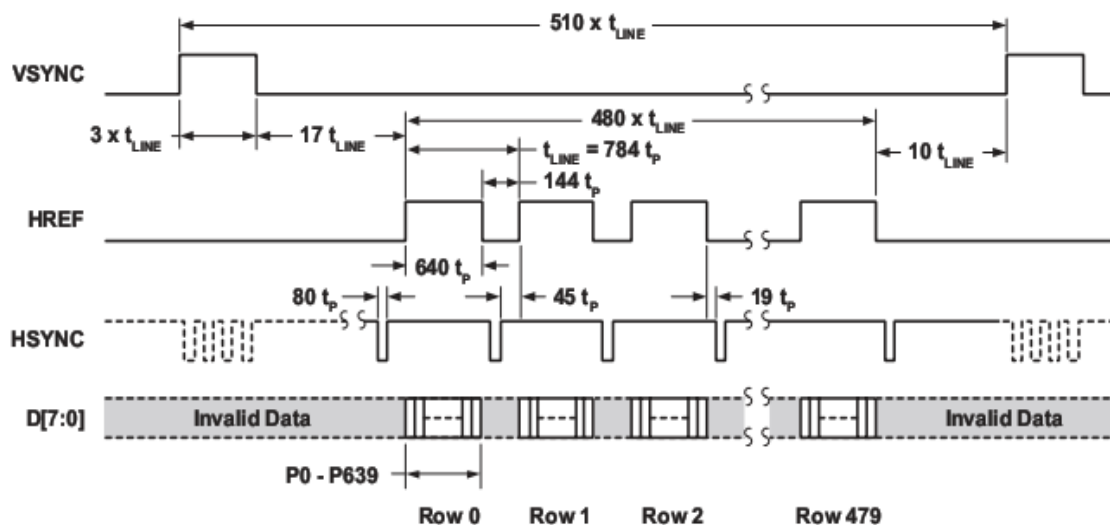 510 x tLINE
VSYNC
3 x tLINE
17 tLINE
480 x tLINE
tLINE = 784 tP
10 tLINE
144 tP
HREF
640 tP
80 tP
45 tP
19 tP
HSYNC
D[7:0]
Invalid Data
Invalid Data
P0 - P639
Row 0
Row 1
Row 2
Row 479